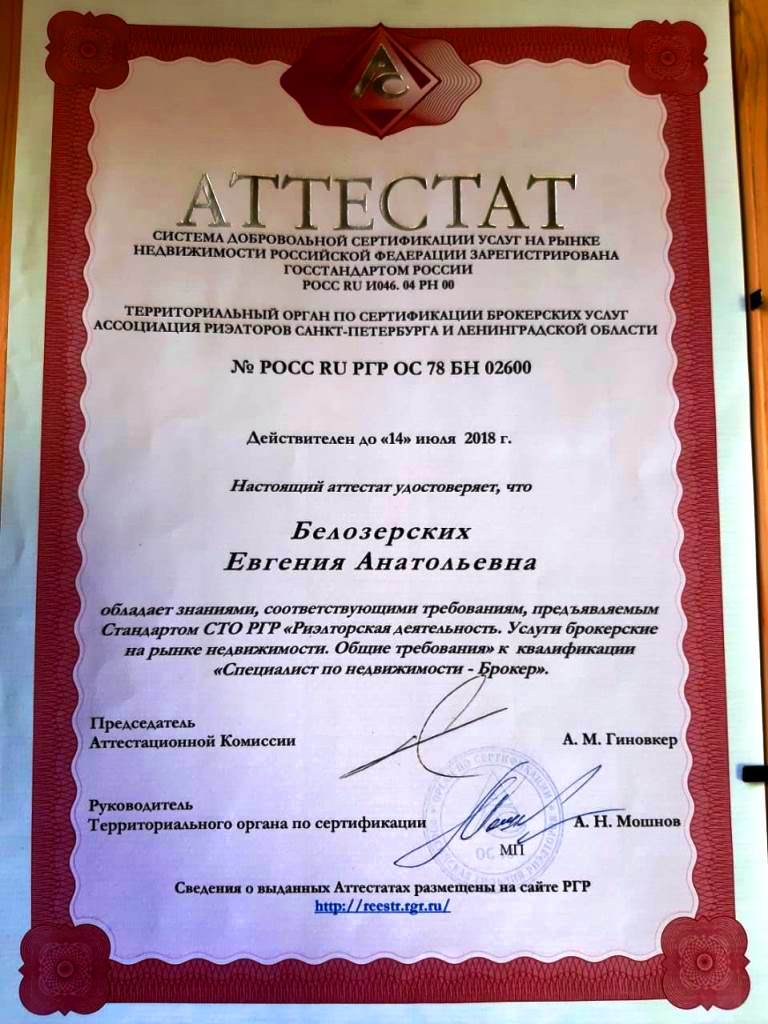 АС
АТТЕСТАТ
СИСТЕМА ДОБРОВОЛЬНОЙ СЕРТИФИКАЦИИ УСЛУГ НА РЫНКЕ
НЕДВИЖИМОСТИ РОССИЙСКОЙ ФЕДЕРАЦИИ ЗАРЕГИСТРИРОВАНА
ГОССТАНДАРТОМ РОССИИ
РОСС RU И046. 04 РН 00
ТЕРРИТОРИАЛЬНЫЙ ОРГАН ПО СЕРТИФИКАЦИИ БРОКЕРСКИХ УСЛУГ
АССОЦИАЦИЯ РИЭЛТОРОВ САНКТ-ПЕТЕРБУРГА И ЛЕНИНГРАДСКОЙ ОБЛАСТИ
№ РОСС RU РГР ОС 78 БН 02600
Действителен до «14» июля 2018 г.
Настоящий аттестат удостоверяет, что
Белозерских
Евгения Анатольевна
обладает знаниями, соответствующими требованиям, предъявляемым
Стандартом СТО РГР «Риэлторская деятельность. Услуги брокерские
на рынке недвижимости. Общие требования» к квалификации
«Специалист по недвижимости - Брокер».
Председатель
Аттестационной Комиссии
А. М. Гиновкер
Руководитель
Территориального органа по сертификации
А. Н. Мошнов
МП
Сведения о выданных Аттестатах размещены на сайте РГР
http://reestr.rgr.ru/